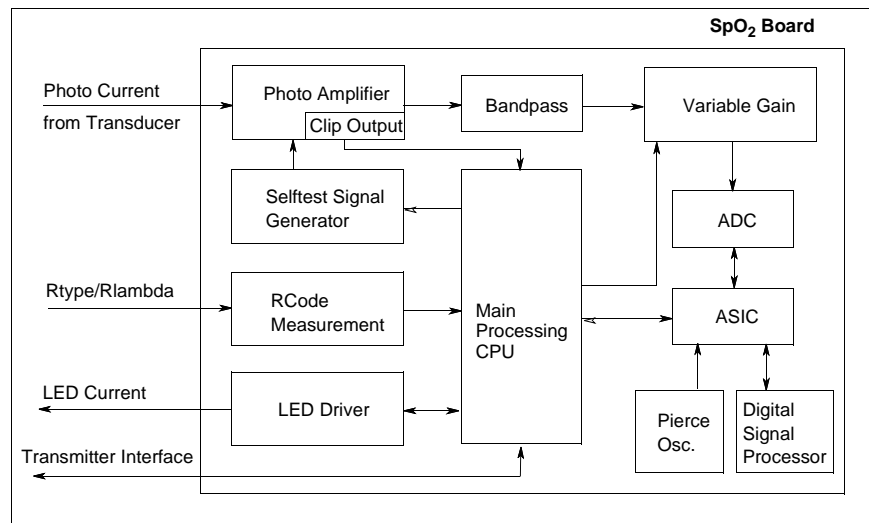 SpO₂ Board
Photo Current
from Transducer
Photo Amplifier
Clip Output
Bandpass
Variable Gain
Selftest Signal
Generator
ADC
Rtype/Rlambda
RCode
Measurement
Main
Processing
CPU
ASIC
LED Current
LED Driver
Pierce
Osc.
Digital
Signal
Processor
Transmitter Interface